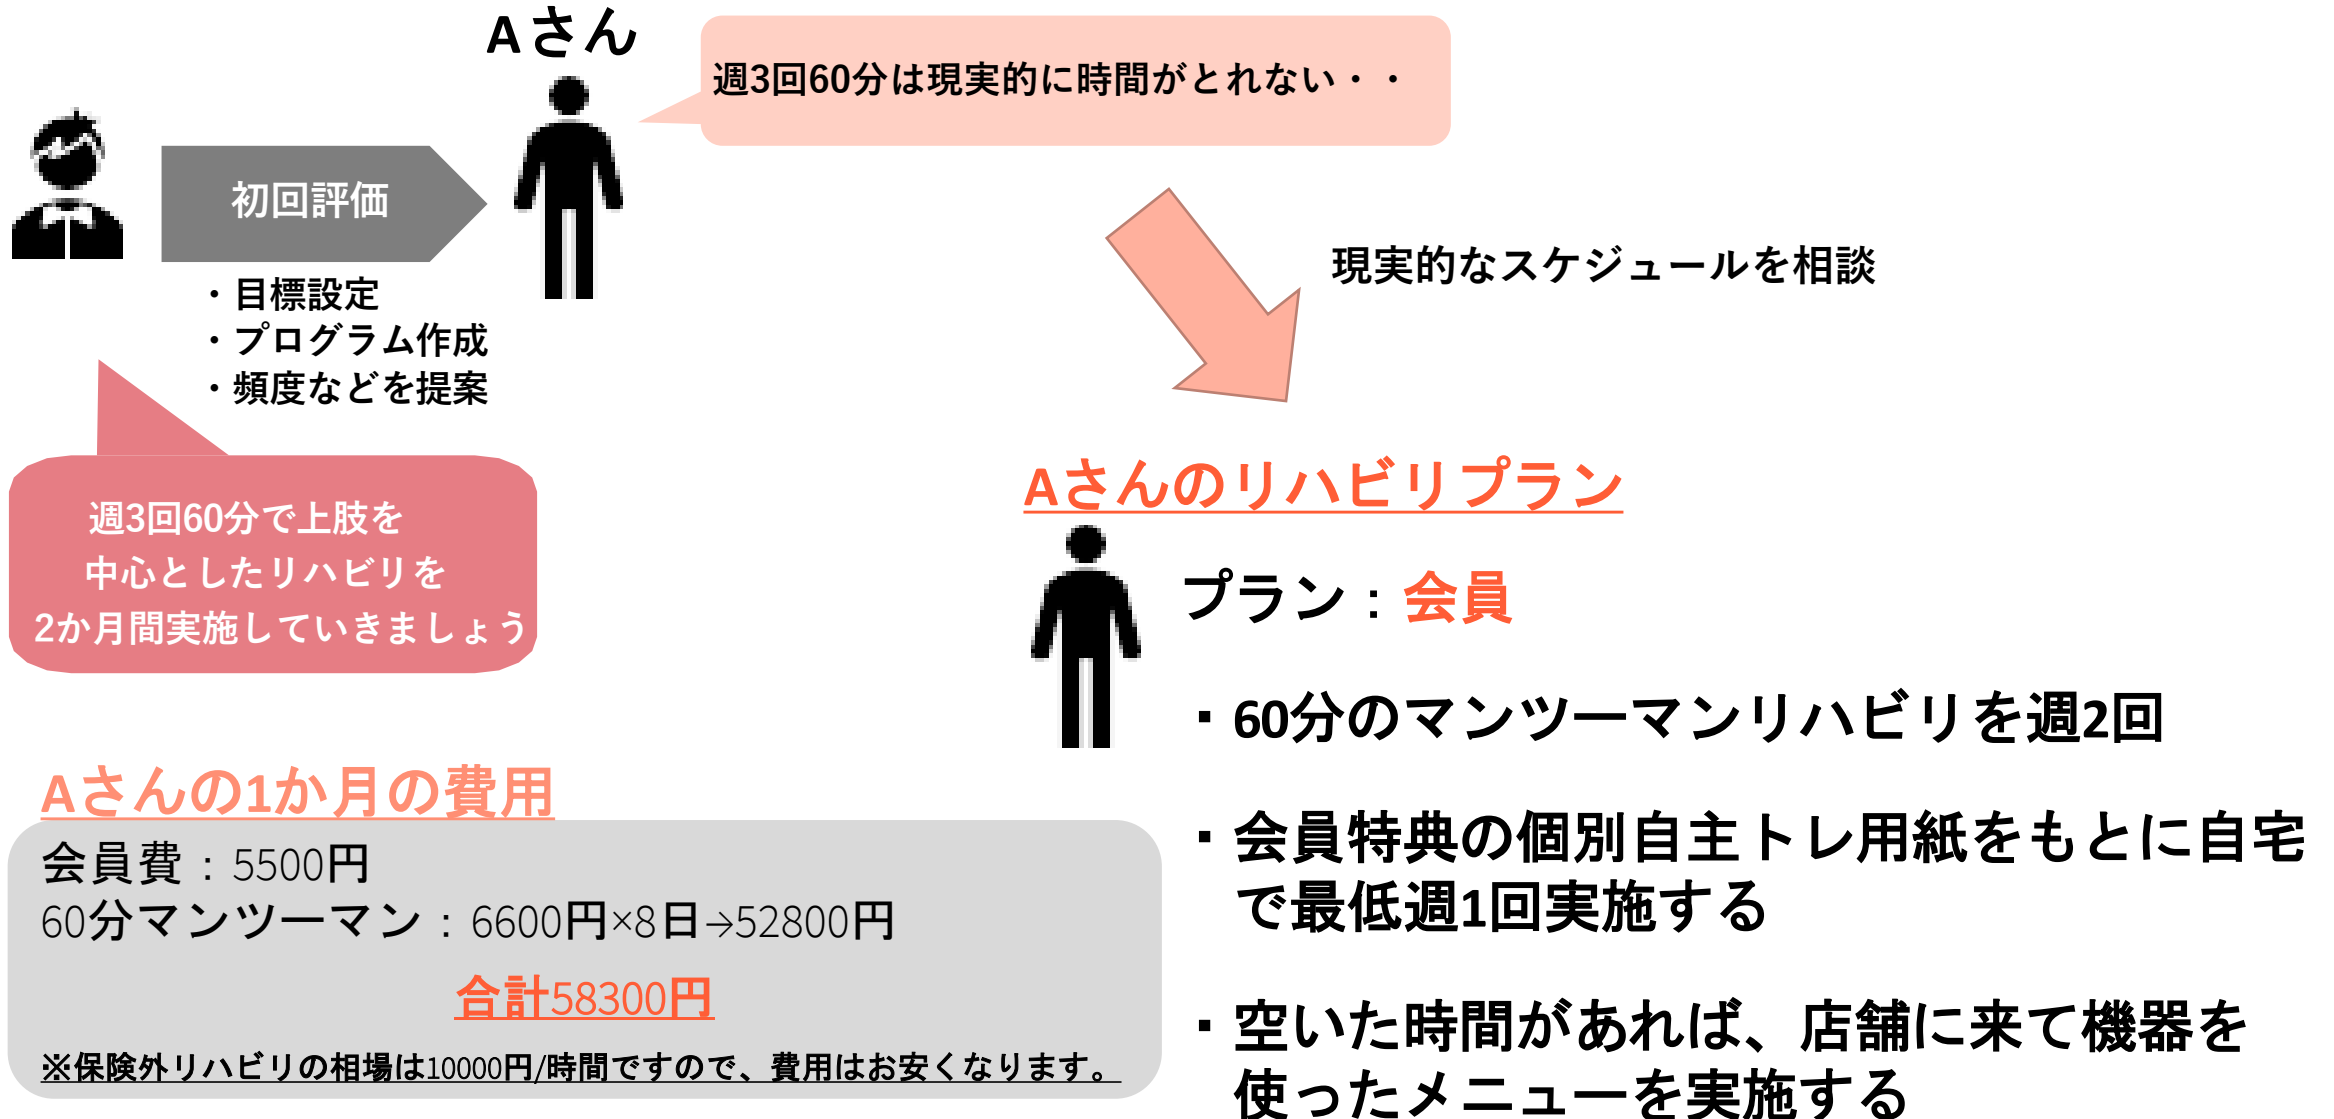 Aさん
週3回60分は現実的に時間がとれない・・
初回評価
・目標設定
・プログラム作成
・頻度などを提案
現実的なスケジュールを相談
週3回60分で上肢を
中心としたリハビリを
2か月間実施していきましょう
Aさんのリハビリプラン
プラン：会員
・60分のマンツーマンリハビリを週2回
・会員特典の個別自主トレ用紙をもとに自宅
で最低週1回実施する
・空いた時間があれば、店舗に来て機器を
使ったメニューを実施する
Aさんの1か月の費用
会員費：5500円
60分マンツーマン：6600円×8日→52800円
合計58300円
※保険外リハビリの相場は10000円/時間ですので、費用はお安くなります。